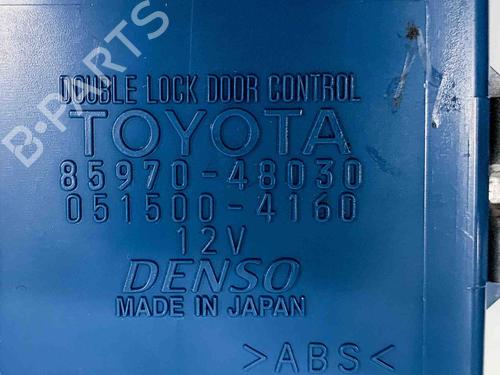 B-PARTS
DOUBLE LOCK DOOR CONTROL
TOYOTA
85970-48030
051500-4160
12V
DENSO
MADE IN JAPAN
>ABS<